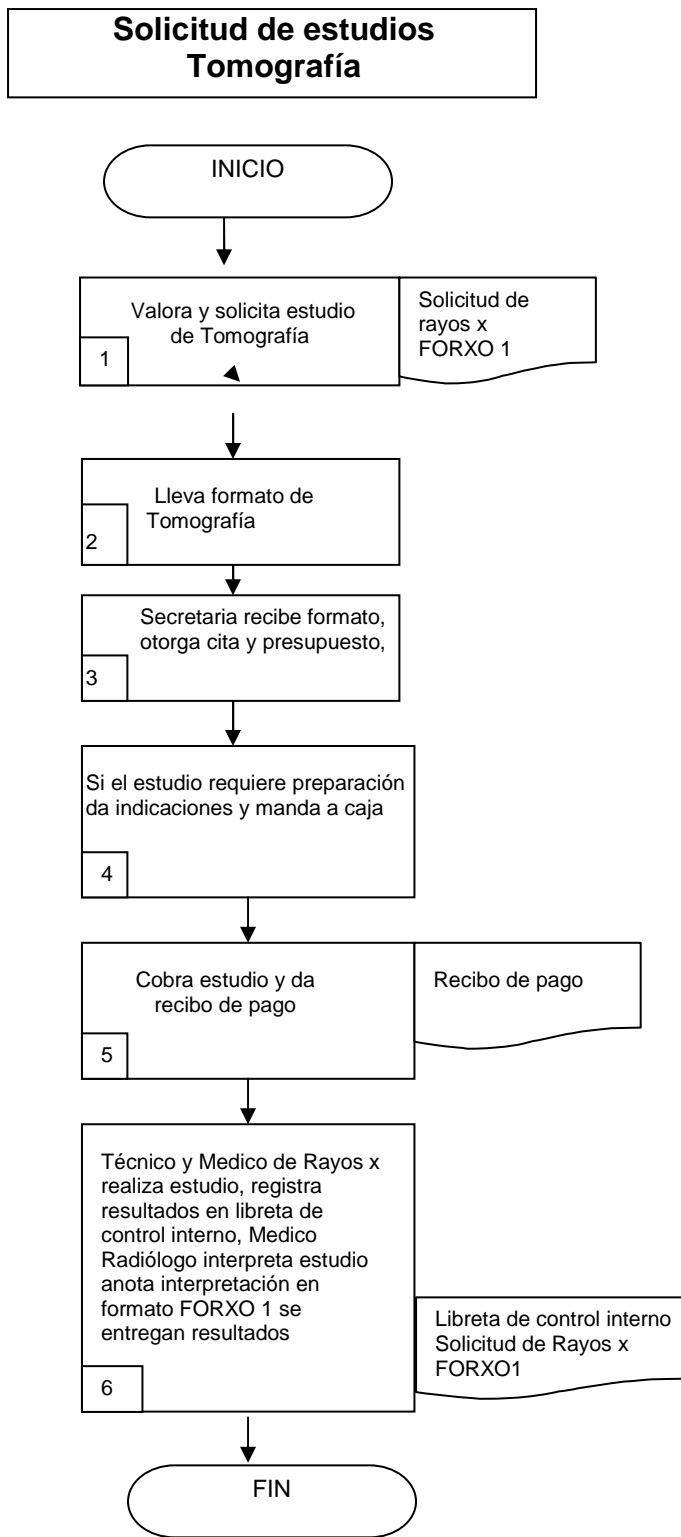 Solicitud de estudios
Tomografía
INICIO
Valora y solicita estudio
de Tomografía
1
Solicitud de
rayos x
FORXO 1
Lleva formato de
Tomografía
2
Secretaria recibe formato,
otorga cita y presupuesto,
3
Si el estudio requiere preparación
da indicaciones y manda a caja
4
Cobra estudio y da
recibo de pago
5
Recibo de pago
Técnico y Medico de Rayos x
realiza estudio, registra
resultados en libreta de
control interno, Medico
Radiólogo interpreta estudio
anota interpretación en
formato FORXO 1 se
entregan resultados
6
Libreta de control interno
Solicitud de Rayos x
FORXO1
FIN